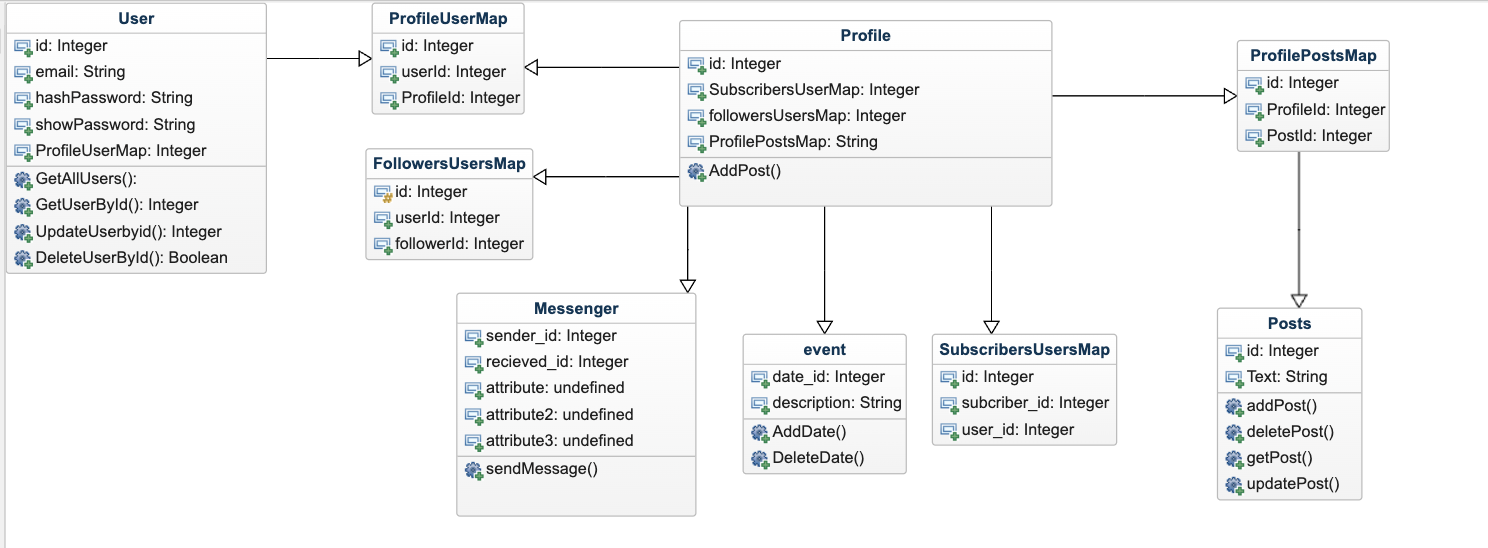 User
id: Integer
email: String
hashPassword: String
showPassword: String
ProfileUserMap: Integer
GetAllUsers():
GetUserById(): Integer
UpdateUserbyid(): Integer
DeleteUserById(): Boolean
ProfileUserMap
id: Integer
userId: Integer
ProfileId: Integer
FollowersUsersMap
id: Integer
userId: Integer
followerId: Integer
Profile
id: Integer
SubscribersUserMap: Integer
followersUsersMap: Integer
ProfilePostsMap: String
AddPost()
ProfilePostsMap
id: Integer
ProfileId: Integer
PostId: Integer
Messenger
sender_id: Integer
recieved_id: Integer
attribute: undefined
attribute2: undefined
attribute3: undefined
sendMessage()
event
date_id: Integer
description: String
AddDate()
DeleteDate()
SubscribersUsersMap
id: Integer
subcriber_id: Integer
user_id: Integer
Posts
id: Integer
Text: String
addPost()
deletePost()
getPost()
updatePost()